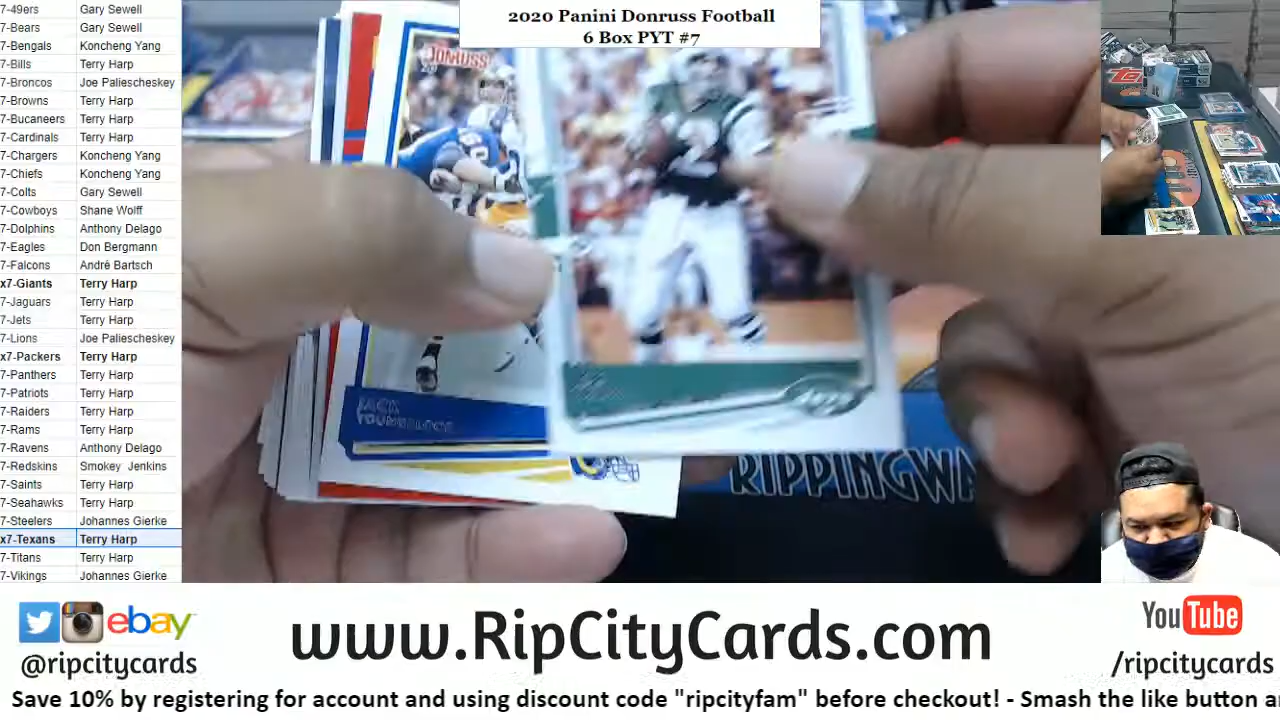 7-49ers Gary Sewell
7-Bears Gary Sewell
7-Bengals Koncheng Yang
7-Bills Terry Harp
7-Broncos Joe Paliescheskey
7-Browns Terry Harp
7-Bucaneers Terry Harp
7-Cardinals Terry Harp
7-Chargers Koncheng Yang
7-Chiefs Koncheng Yang
7-Colts Gary Sewell
7-Cowboys Shane Wolff
7-Dolphins Anthony Delago
7-Eagles Don Bergmann
7-Falcons André Bartsch
x7-Giants Terry Harp
7-Jaguars Terry Harp
7-Jets Terry Harp
7-Lions Joe Paliescheskey
x7-Packers Terry Harp
7-Panthers Terry Harp
7-Patriots Terry Harp
7-Raiders Terry Harp
7-Rams Terry Harp
7-Ravens Anthony Delago
7-Redskins Smokey Jenkins
7-Saints Terry Harp
7-Seahawks Terry Harp
7-Steelers Johannes Gierke
x7-Texans Terry Harp
7-Titans Terry Harp
7-Vikings Johannes Gierke
2020 Panini Donruss Football
6 Box PYT #7
DONRUSS
2
JACK
YOUNGBLOOD
RIPPINGWA
ebay
@ripcitycards
www.RipCityCards.com
YouTube
/ripcitycards
Save 10% by registering for account and using discount code "ripcityfam" before checkout! - Smash the like button a